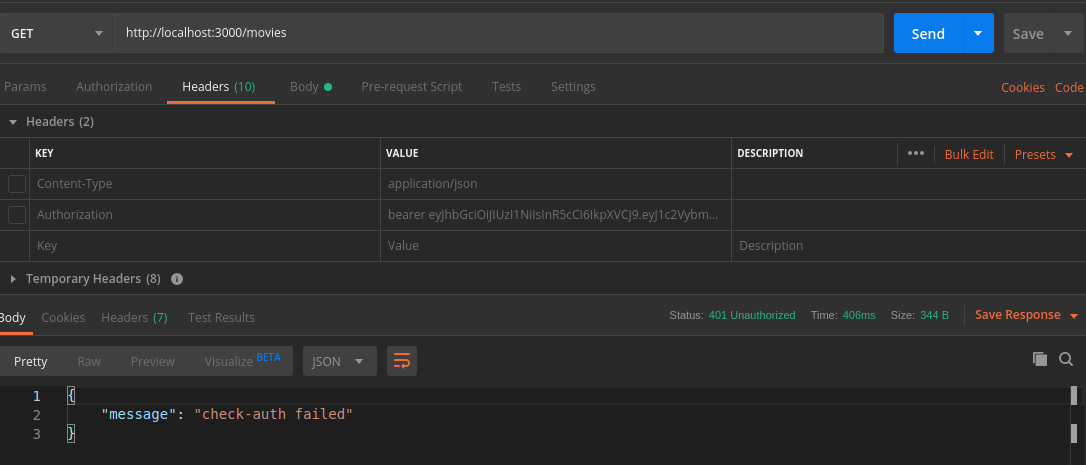 GET http://localhost:3000/movies Send Save
Params Authorization Headers (10) Body Pre-request Script Tests Settings Cookies Code
Headers (2)
KEY VALUE DESCRIPTION ••• Bulk Edit Presets
Content-Type application/json
Authorization bearer eyJhbGciOiJIUzI1NiIsInR5cCI6IkpXVCJ9.eyJ1c2Vybm...
Key Value Description
Temporary Headers (8) i
Body Cookies Headers (7) Test Results Status: 401 Unauthorized Time: 406ms Size: 344 B Save Response
Pretty Raw Preview Visualize BETA JSON
1 {
2 "message": "check-auth failed"
3 }